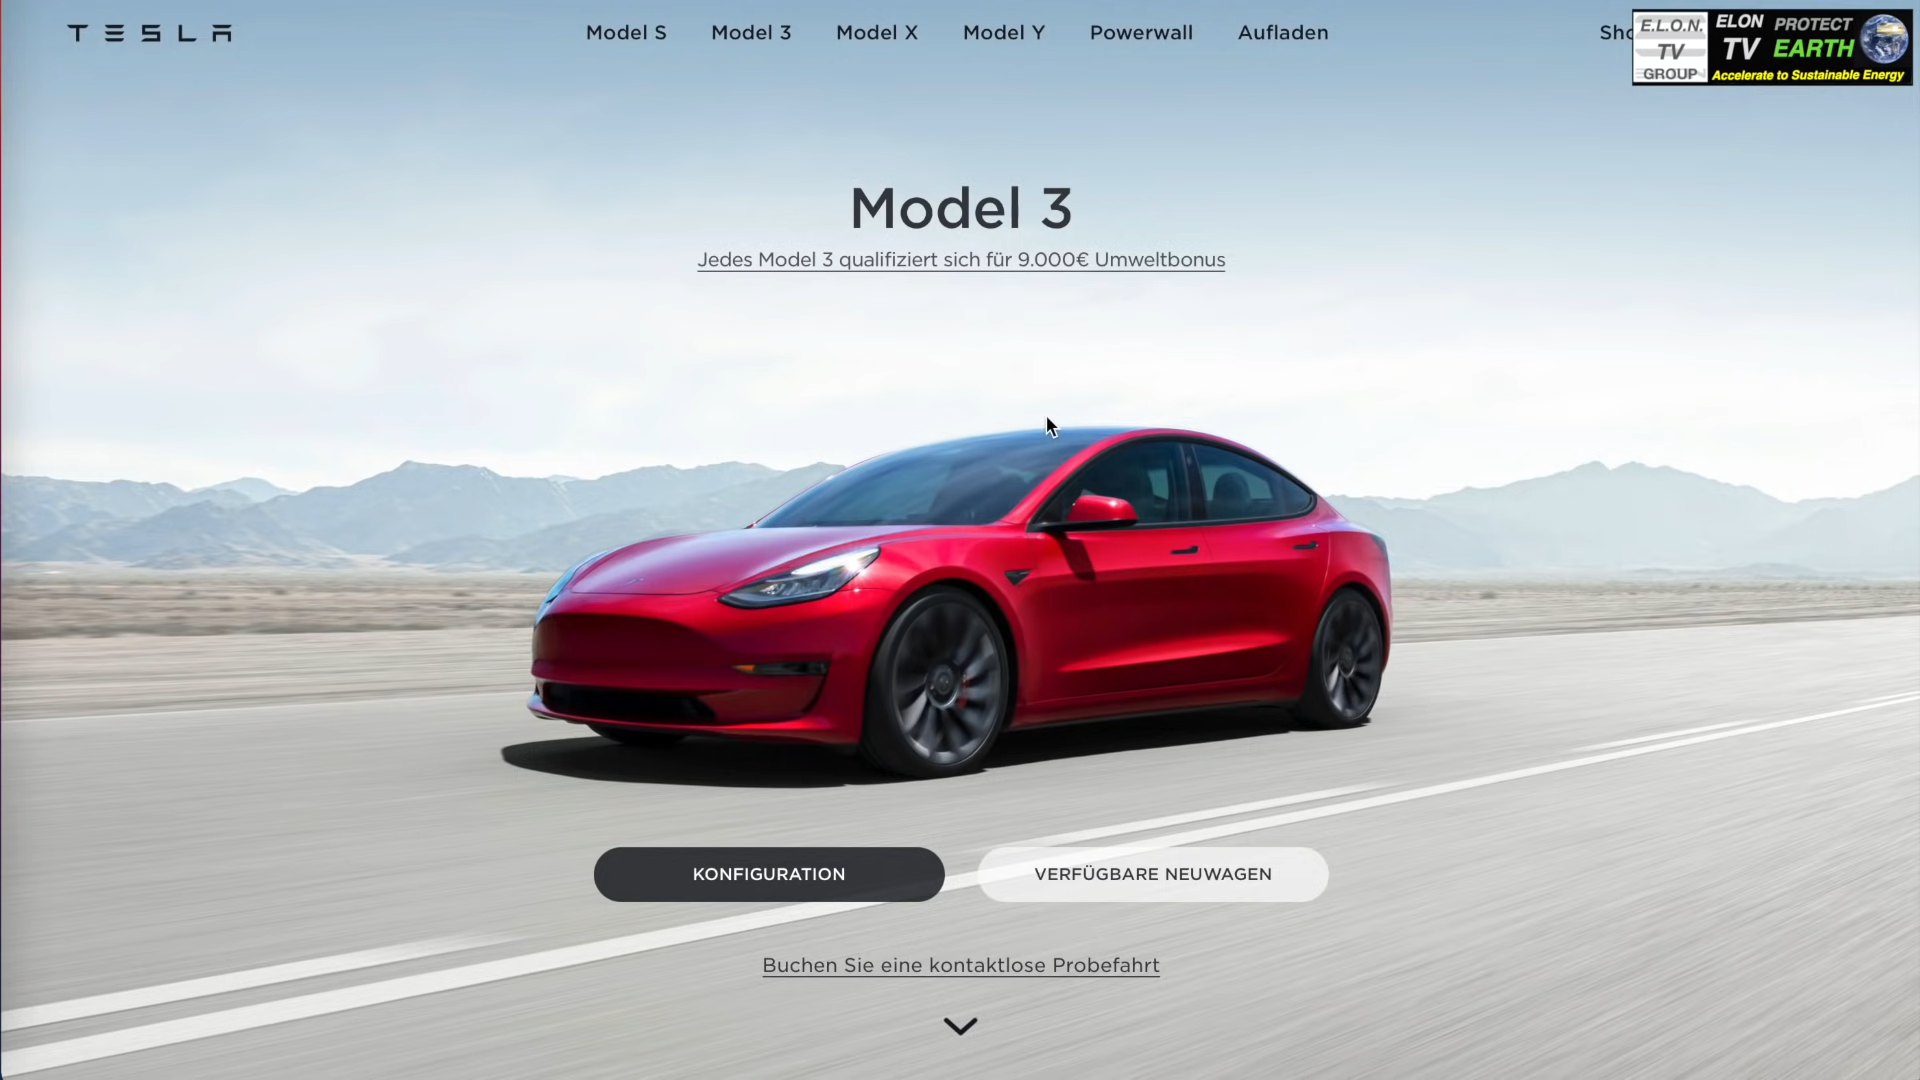 TESLA
Model S
Model 3
Model X
Model Y
Powerwall
Aufladen
E.L.O.N.
TV
GROUP
ELON
TV
PROTECT
EARTH
Accelerate to Sustainable Energy
Model 3
Jedes Model 3 qualifiziert sich für 9.000€ Umweltbonus
KONFIGURATION
VERFÜGBARE NEUWAGEN
Buchen Sie eine kontaktlose Probefahrt